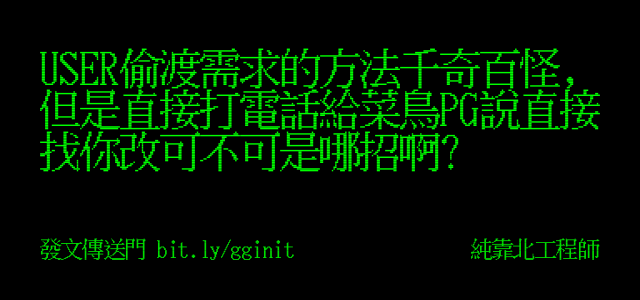 USER偷渡需求的方法千奇百怪,
但是直接打電話給菜鳥PG說直接
找你改可不可是哪招啊?
發文傳送門 bit.ly/gginit
純靠北工程師